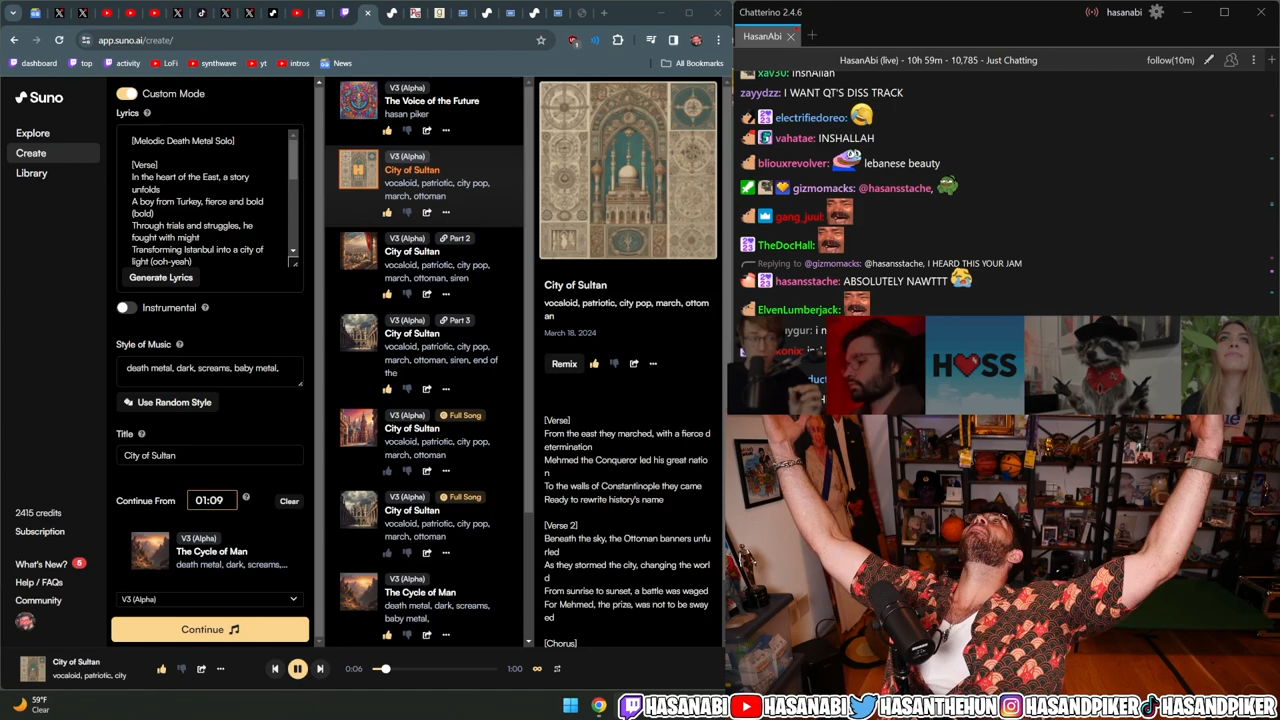 app.suno.ai/create/
1
dashboard
top
activity
LoFi
synthwave
yt
intros
News
All Bookmarks
Suno
Explore
Create
Library
2415 credits
Subscription
What's New?
Help / FAQs
Community
Custom Mode
Lyrics
[Melodic Death Metal Solo]
[Verse]
In the heart of the East, a story
unfolds
A boy from Turkey, fierce and bold
(bold)
Through trials and struggles, he
fought with might
Transforming Istanbul into a city of
light (ooh-yeah)
Generate Lyrics
Instrumental
Style of Music
death metal, dark, screams, baby metal,
Use Random Style
Title
City of Sultan
Continue From
01:09
Clear
V3 (Alpha)
The Cycle of Man
death metal, dark, screams,...
V3 (Alpha)
Continue
V3 (Alpha)
The Voice of the Future
hasan piker
V3 (Alpha)
City of Sultan
vocaloid, patriotic, city pop,
march, ottoman
V3 (Alpha) Part 2
City of Sultan
vocaloid, patriotic, city pop,
march, ottoman, siren
V3 (Alpha) Part 3
City of Sultan
vocaloid, patriotic, city pop,
march, ottoman, siren, end of
the
V3 (Alpha) Full Song
City of Sultan
vocaloid, patriotic, city pop,
march, ottoman
V3 (Alpha) Full Song
City of Sultan
vocaloid, patriotic, city pop,
march, ottoman
V3 (Alpha)
The Cycle of Man
death metal, dark, screams,
baby metal,
City of Sultan
vocaloid, patriotic, city pop, march, ottom
an
March 18, 2024
Remix
[Verse]
From the east they marched, with a fierce d
etermination
Mehmed the Conqueror led his great natio
n
To the walls of Constantinople they came
Ready to rewrite history's name
[Verse 2]
Beneath the sky, the Ottoman banners unfu
rled
As they stormed the city, changing the worl
d
From sunrise to sunset, a battle was waged
For Mehmed, the prize, was not to be sway
ed
[Chorus]
City of Sultan
vocaloid, patriotic, city
0:06
1:00
59°F
Clear
Chatterino 2.4.6
hasanabi
HasanAbi
HasanAbi (live) - 10h 59m - 10,785 - Just Chatting
follow(10m)
xav30: InshAllah
zayydzz: I WANT QT'S DISS TRACK
electrifiedoreo:
vahatae: INSHALLAH
bliouxrevolver: lebanese beauty
gizmomacks: @hasansstache,
gang_juul:
TheDocHall:
Replying to @gizmomacks: @hasansstache, I HEARD THIS YOUR JAM
hasansstache: ABSOLUTELY NAWTTT
ElvenLumberjack:
H SS
HASANABI
HASANABI
HASANTHEHUN
HASANDPIKER
HASANDPIKER